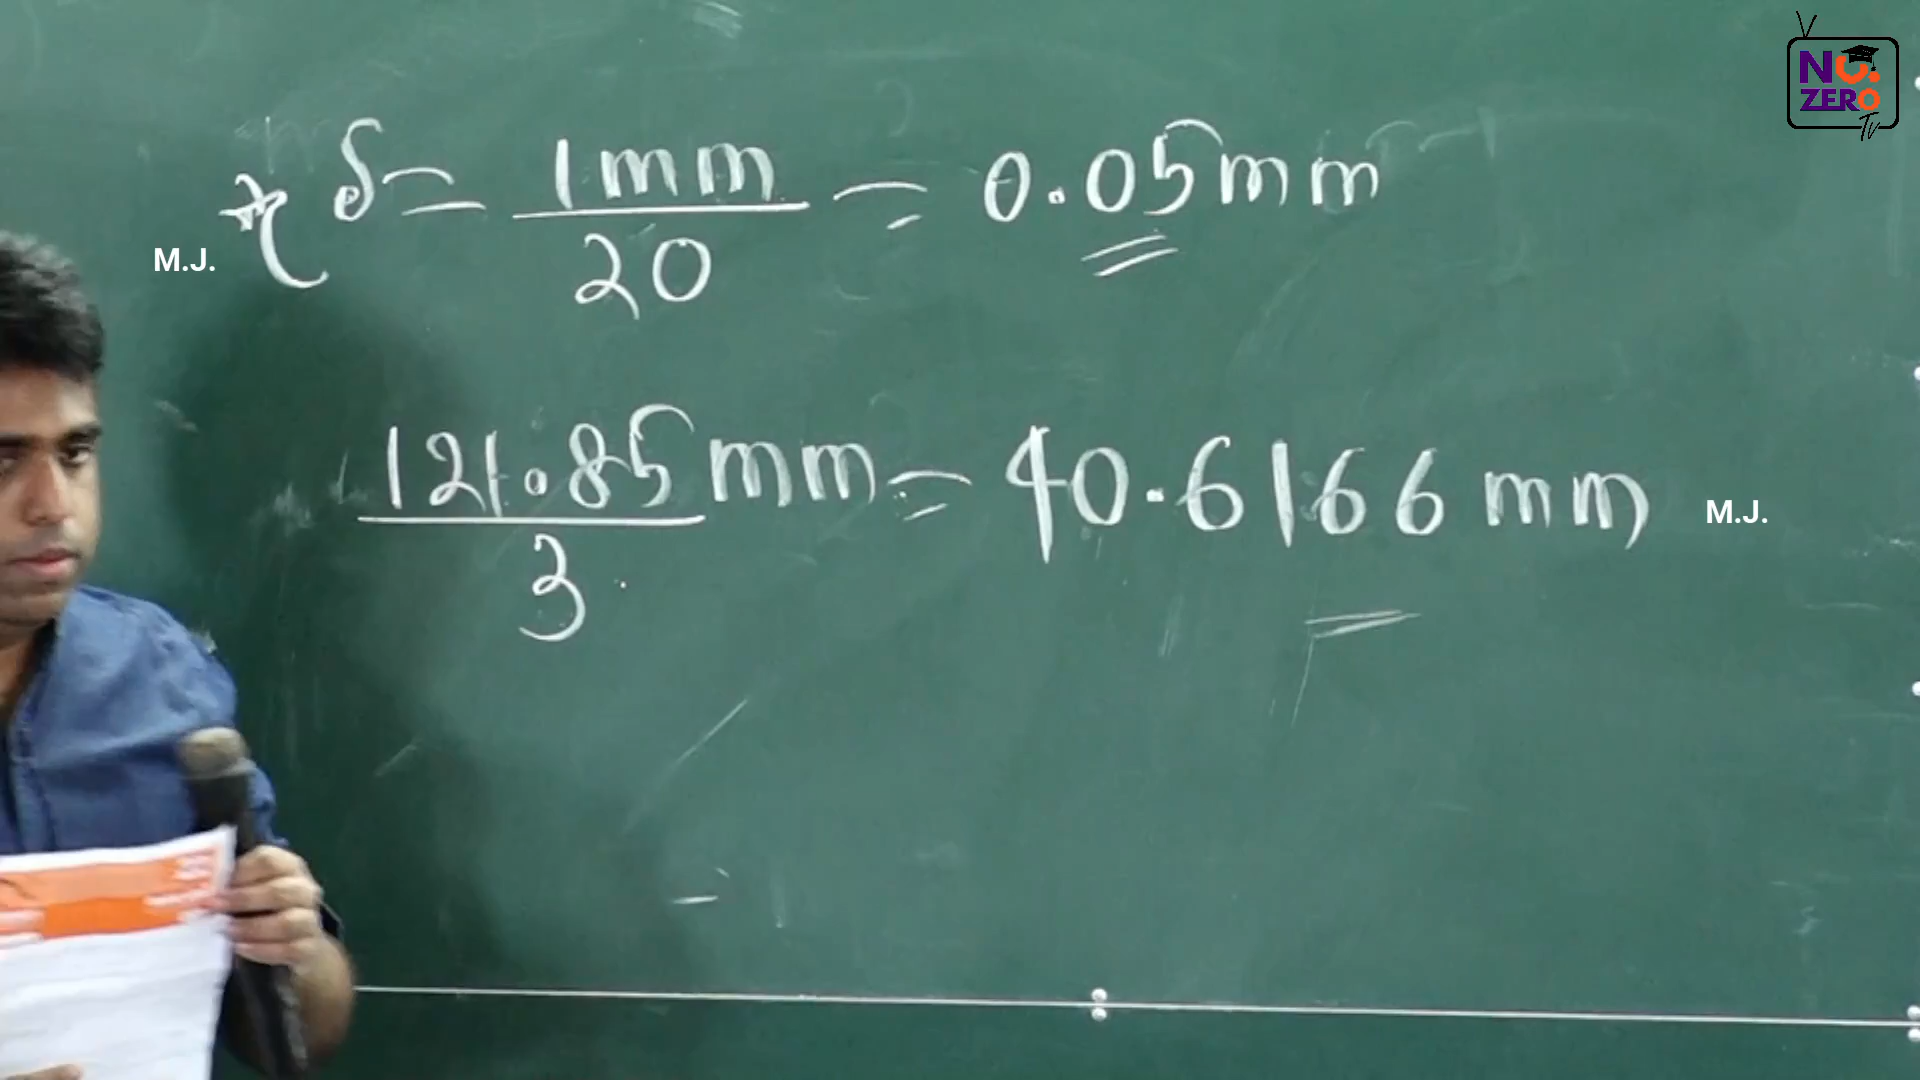 NO.
ZERO
Tv
δ = 1mm / 20 = 0.05mm
M.J.
121.85mm / 3 = 40.6166 mm
M.J.